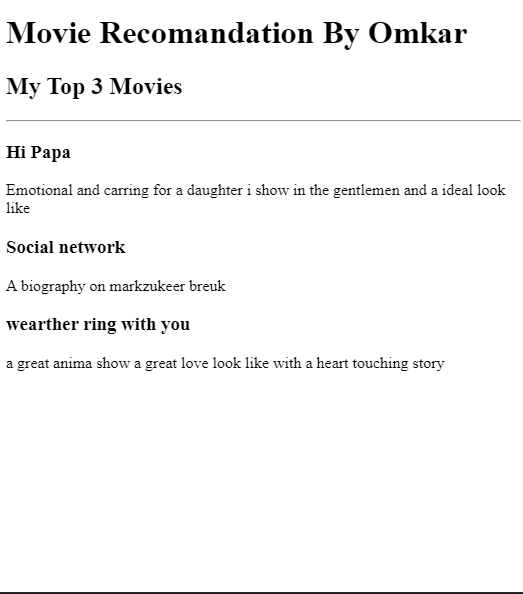 Movie Recomandation By Omkar
My Top 3 Movies
Hi Papa
Emotional and carring for a daughter i show in the gentlemen and a ideal look
like
Social network
A biography on markzukeer breuk
wearther ring with you
a great anima show a great love look like with a heart touching story